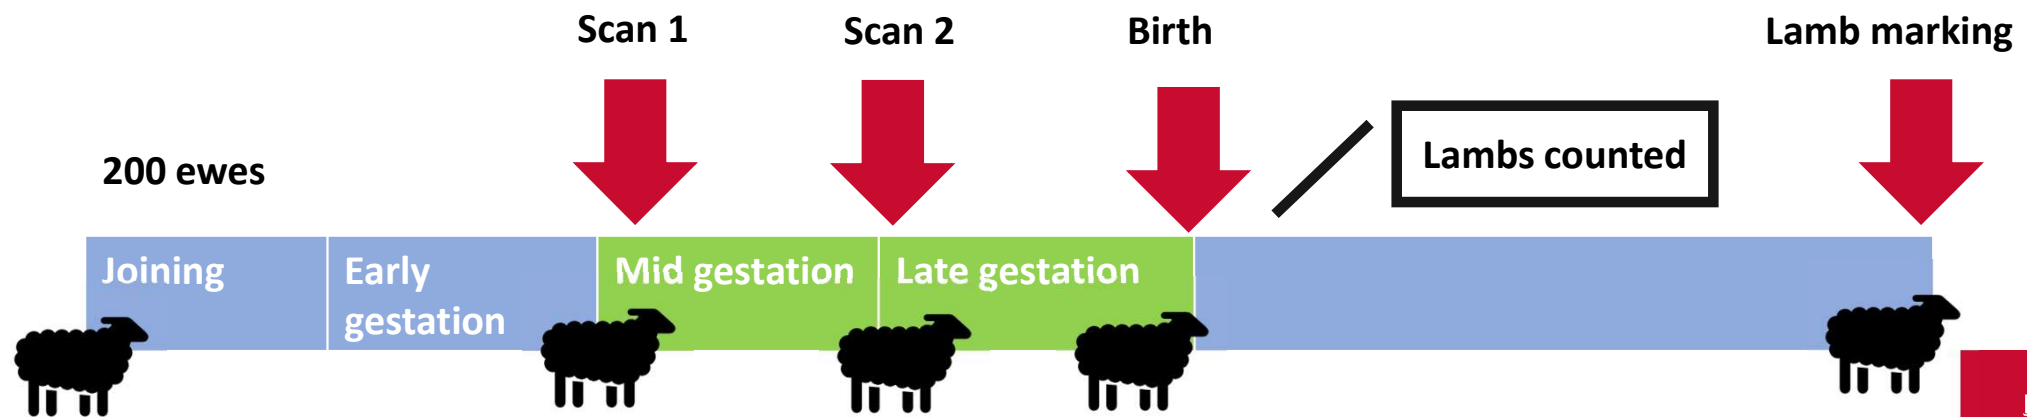 Scan 1
Scan 2
Birth
Lamb marking
Lambs counted
200 ewes
Joining
Early
gestation
Mid gestation
Late gestation